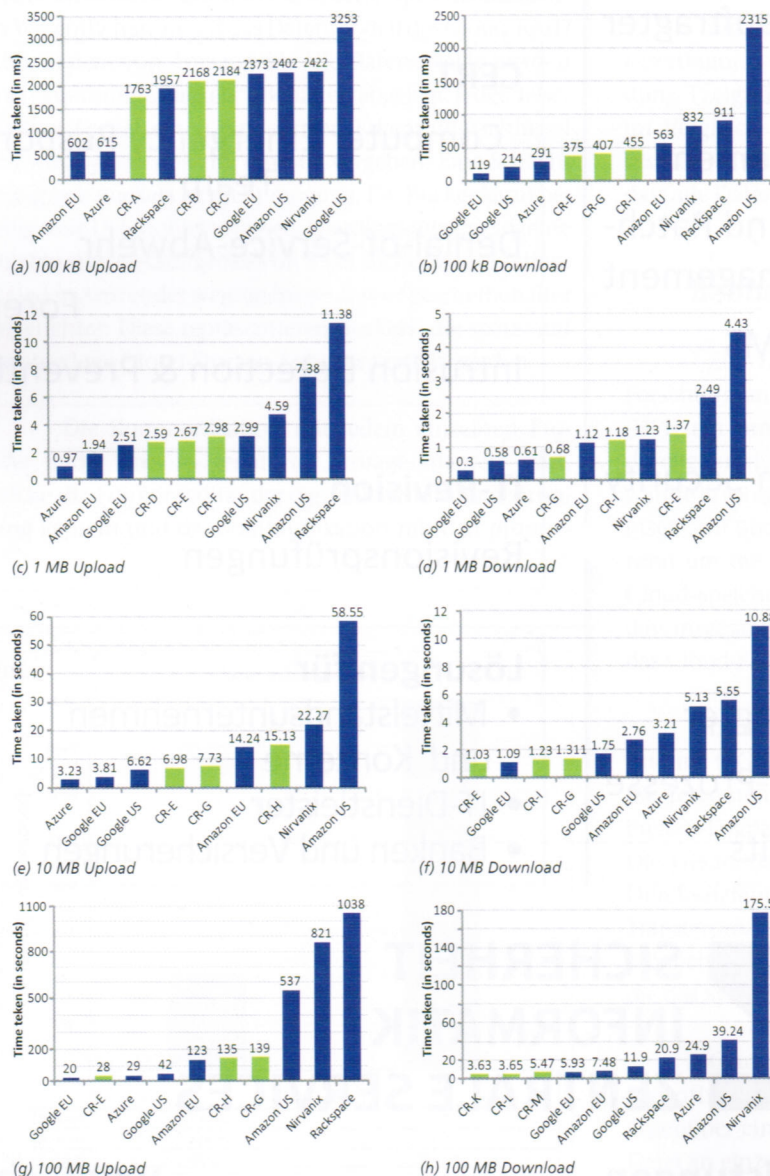 Time taken (in ms)
3500
3000
2500
2000
1500
1000
500
0
602
615
1763
1957
2168
2184
2373
2402
2422
3253
Amazon EU
Azure
CR-A
Rackspace
CR-B
CR-C
Google EU
Amazon US
Nirvanix
Google US
(a) 100 kB Upload
Time taken (in ms)
2500
2000
1500
1000
500
0
119
214
291
375
407
455
563
832
911
2315
Google EU
Google US
Azure
CR-E
CR-G
CR-I
Amazon EU
Nirvanix
Rackspace
Amazon US
(b) 100 kB Download
Time taken (in seconds)
12
10
8
6
4
2
0
0.97
1.94
2.51
2.59
2.67
2.98
2.99
4.59
7.38
11.38
Azure
Amazon EU
Google EU
CR-D
CR-E
CR-F
Google US
Nirvanix
Amazon US
Rackspace
(c) 1 MB Upload
Time taken (in seconds)
5
4
3
2
1
0
0.3
0.58
0.61
0.68
1.12
1.18
1.23
1.37
2.49
4.43
Google EU
Google US
Azure
CR-G
Amazon EU
CR-I
Nirvanix
CR-E
Rackspace
Amazon US
(d) 1 MB Download
Time taken (in seconds)
60
50
40
30
20
10
0
3.23
3.81
6.62
6.98
7.73
14.24
15.13
22.27
58.55
Azure
Google EU
Google US
CR-E
CR-G
Amazon EU
CR-H
Nirvanix
Amazon US
(e) 10 MB Upload
Time taken (in seconds)
12
10
8
6
4
2
0
1.03
1.09
1.23
1.311
1.75
2.76
3.21
5.13
5.55
10.88
Google EU
CR-I
CR-G
Google US
Amazon EU
Azure
Nirvanix
Rackspace
Amazon US
(f) 10 MB Download
Time teken (in seconds)
1100
800
500
200
0
20
28
29
42
123
135
139
537
821
1038
Google EU
CR-E
Azure
Google US
Amazon EU
CR-H
CR-G
Amazon US
Nirvanix
Rackspace
(g) 100 MB Upload
Time teken (in seconds)
180
140
100
60
20
0
3.63
3.65
5.47
5.93
7.48
11.9
20.9
24.9
39.24
175.5
CR-K
CR-L
CR-M
Google EU
Amazon EU
Google US
Rackspace
Azure
Amazon US
Nirvanix
(h) 100 MB Download